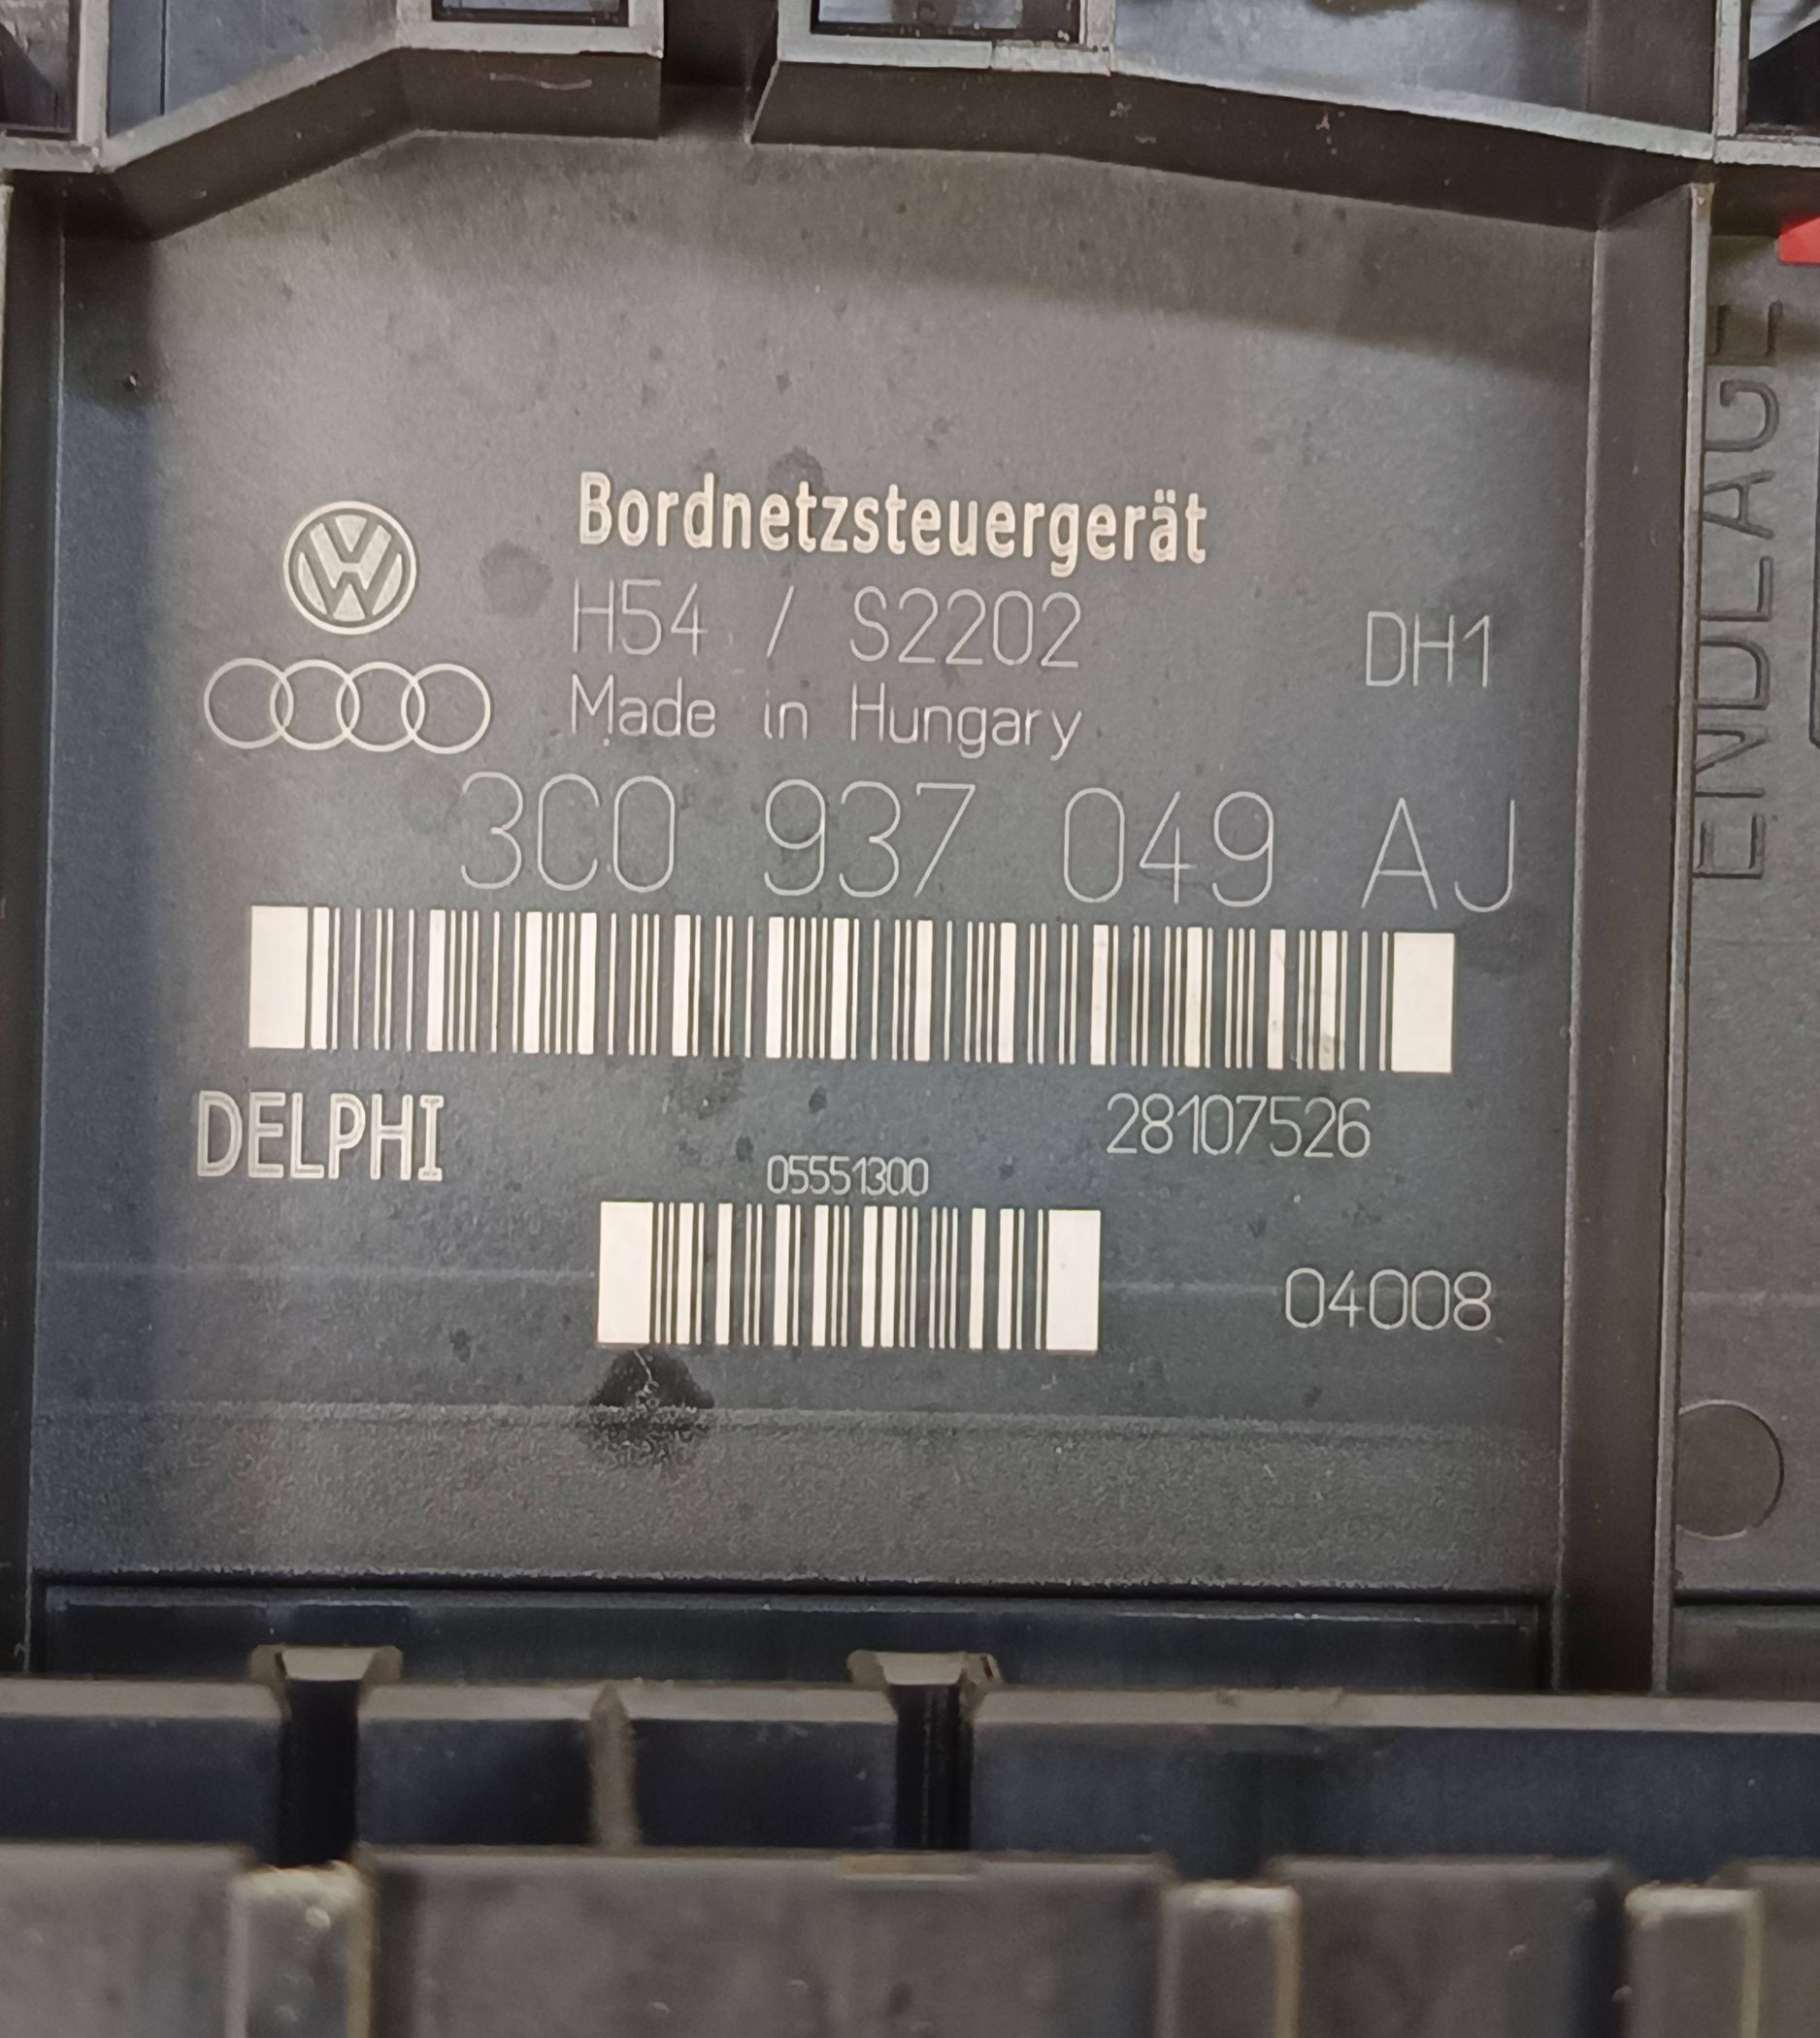 Bordnetzsteuergerät
H54 / S2202 DH1
Made in Hungary
3C0 937 049 AJ
DELPHI 28107526
05551300
04008
ENDLAGE